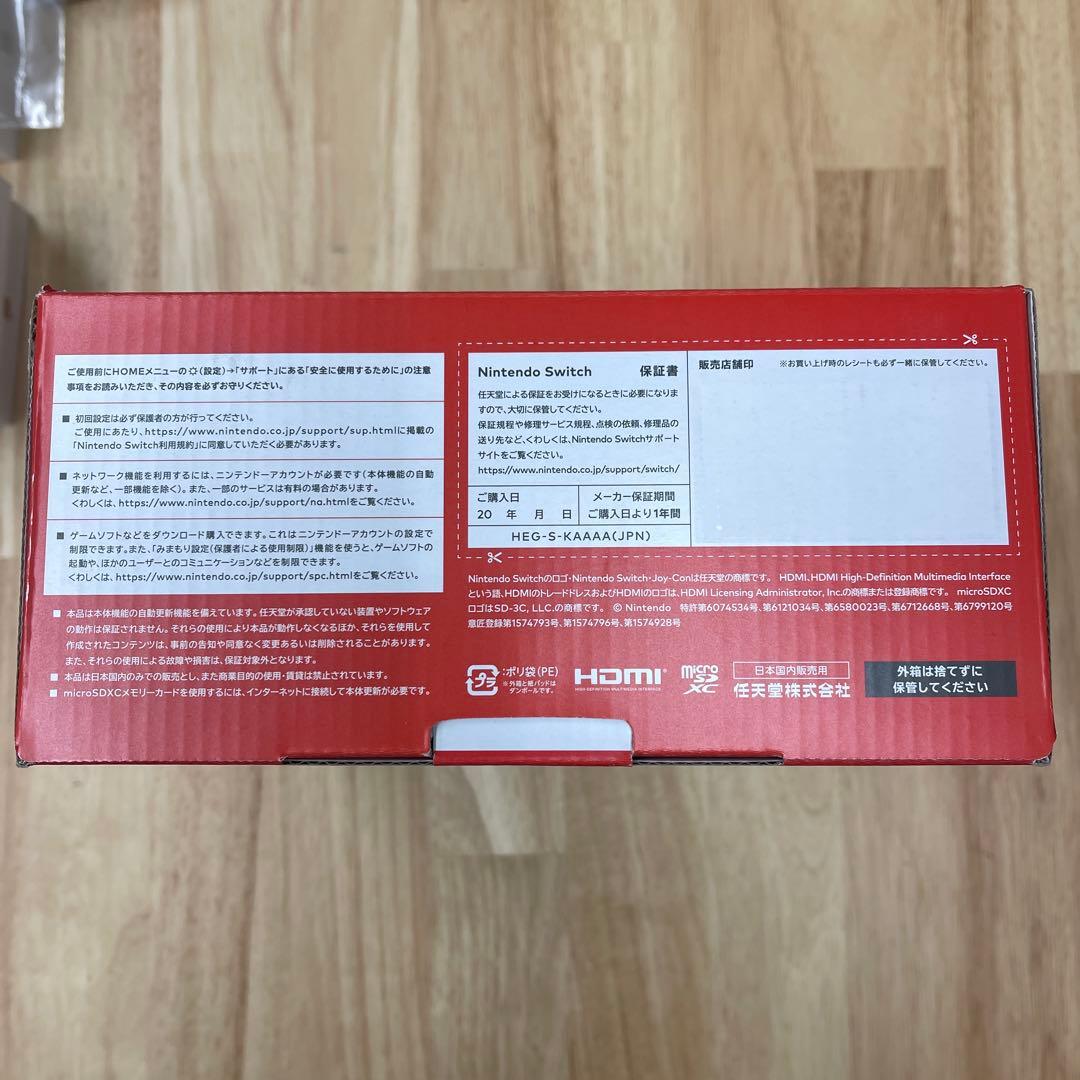 ご使用前にHOMEメニューの(設定)→「サポート」にある「安全に使用するために」の注意
事項をお読みいただき、その内容を必ずお守りください。
■ 初回設定は必ず保護者の方が行ってください。
ご使用にあたり、https://www.nintendo.co.jp/support/sup.htmlに掲載の
「Nintendo Switch利用規約」に同意していただく必要があります。
■ ネットワーク機能を利用するには、ニンテンドーアカウントが必要です(本体機能の自動
更新など、一部機能を除く)。また、一部のサービスは有料の場合があります。
くわしくは、https://www.nintendo.co.jp/support/na.htmlをご覧ください。
■ ゲームソフトなどをダウンロード購入できます。これはニンテンドーアカウントの設定で
制限できます。また、「みまもり設定(保護者による使用制限)」機能を使うと、ゲームソフトの
起動や、ほかのユーザーとのコミュニケーションなどを制限できます。
くわしくは、https://www.nintendo.co.jp/support/spc.htmlをご覧ください。
■ 本品は本体機能の自動更新機能を備えています。任天堂が承認していない装置やソフトウェア
の動作は保証されません。それらの使用により本品が動作しなくなるほか、それらを使用して
作成されたコンテンツは、事前の告知や同意なく変更あるいは削除されることがあります。
また、それらの使用による故障や損害は、保証対象外となります。
■ 本品は日本国内のみでの販売とし、また商業目的の使用・賃貸は禁止されています。
■ microSDXCメモリーカードを使用するには、インターネットに接続して本体更新が必要です。
Nintendo Switch 保証書
任天堂による保証をお受けになるときに必要になりま
すので、大切に保管してください。
保証規程や修理サービス規程、点検の依頼、修理品の
送り先など、くわしくは、Nintendo Switchサポート
サイトをご覧ください。
https://www.nintendo.co.jp/support/switch/
ご購入日 メーカー保証期間
20 年 月 日 ご購入日より1年間
HEG-S-KAAAA(JPN)
販売店舗印 ※お買い上げ時のレシートも必ず一緒に保管してください。
Nintendo Switchのロゴ・Nintendo Switch・Joy-Conは任天堂の商標です。 HDMI、HDMI High-Definition Multimedia Interface
という語、HDMIのトレードドレスおよびHDMIのロゴは、HDMI Licensing Administrator, Inc.の商標または登録商標です。 microSDXC
ロゴはSD-3C, LLC.の商標です。 © Nintendo 特許第6074534号、第6121034号、第6580023号、第6712668号、第6799120号
意匠登録第1574793号、第1574796号、第1574928号
プラ :ポリ袋(PE)
※外箱と紙パッドは
ダンボールです。
HDMI
HIGH-DEFINITION MULTIMEDIA INTERFACE
micro
SD
XC
日本国内販売用
任天堂株式会社
外箱は捨てずに
保管してください